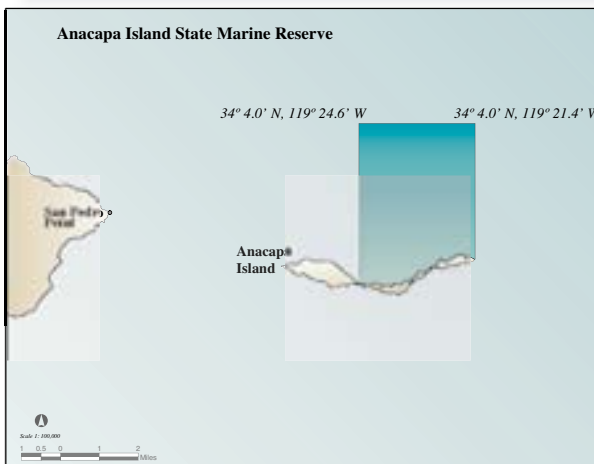 Anacapa Island State Marine Reserve
34º 4.0’ N, 119º 24.6’ W
34º 4.0’ N, 119º 21.4’ W
San Pedro
Point
Anacapa
Island
Scale 1: 100,000
1 0.5 0 1 2
Miles